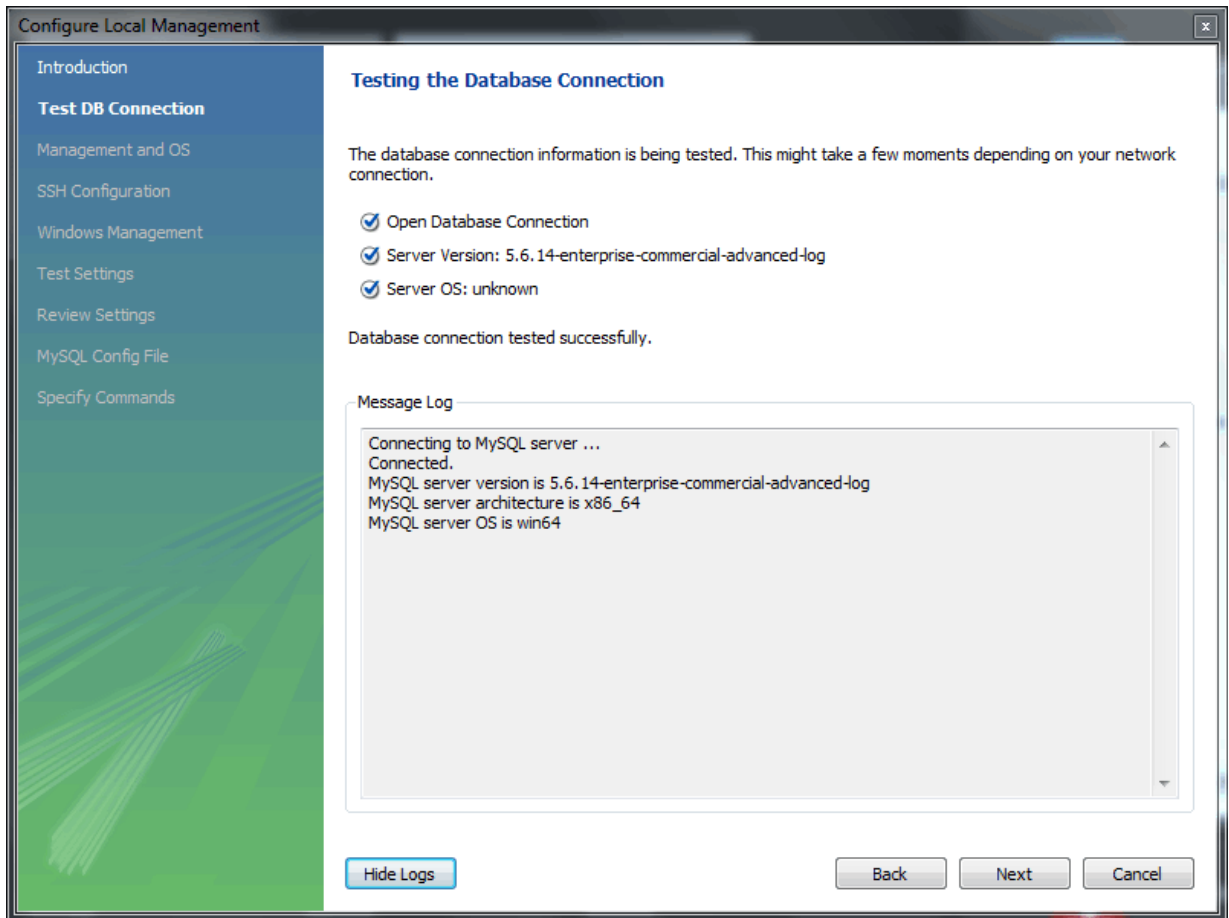 Configure Local Management
Introduction
Test DB Connection
Management and OS
SSH Configuration
Windows Management
Test Settings
Review Settings
MySQL Config File
Specify Commands
Testing the Database Connection
The database connection information is being tested. This might take a few moments depending on your network
connection.
Open Database Connection
Server Version: 5.6.14-enterprise-commercial-advanced-log
Server OS: unknown
Database connection tested successfully.
Message Log
Connecting to MySQL server ...
Connected.
MySQL server version is 5.6.14-enterprise-commercial-advanced-log
MySQL server architecture is x86_64
MySQL server OS is win64
Hide Logs
Back
Next
Cancel